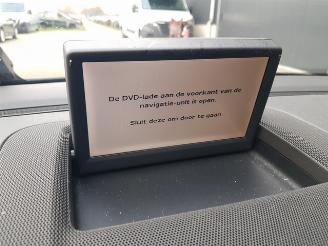 De DVD-lade aan de voorkant van de
navigatie-unit is open.
Sluit deze om door te gaan